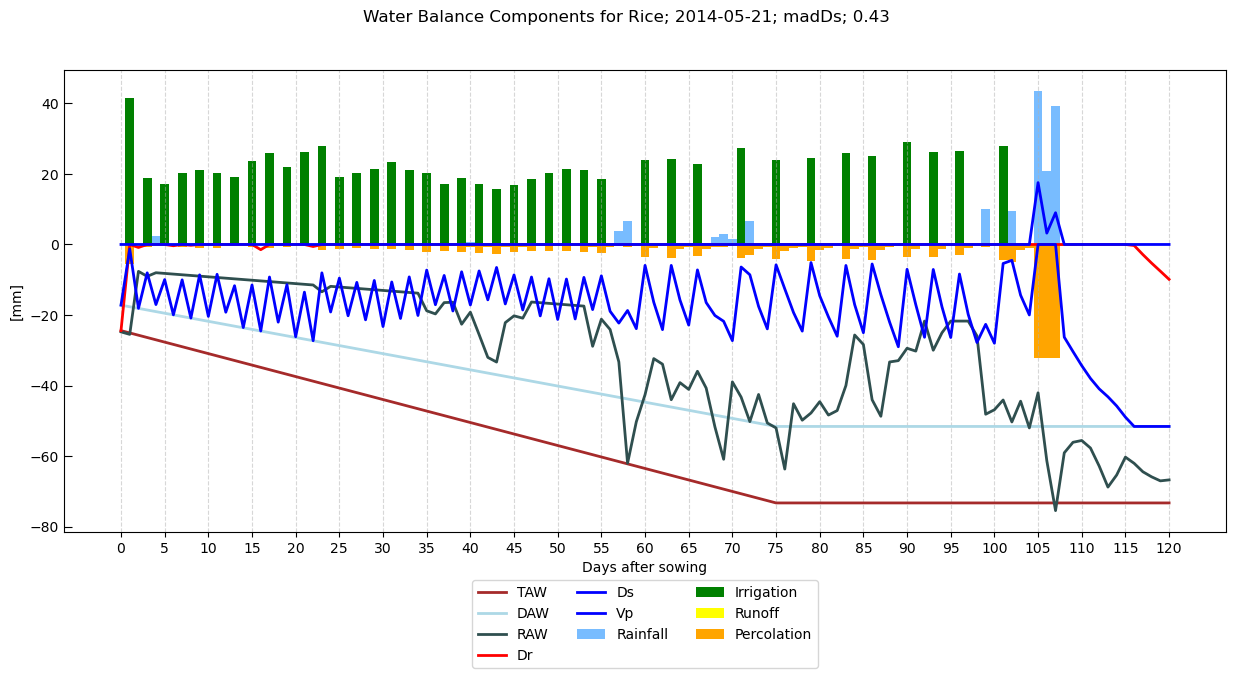 Water Balance Components for Rice; 2014-05-21; madDs; 0.43
40
20
0
−20
−40
−60
−80
[mm]
0 5 10 15 20 25 30 35 40 45 50 55 60 65 70 75 80 85 90 95 100 105 110 115 120
Days after sowing
TAW Ds Irrigation
DAW Vp Runoff
RAW Rainfall Percolation
Dr